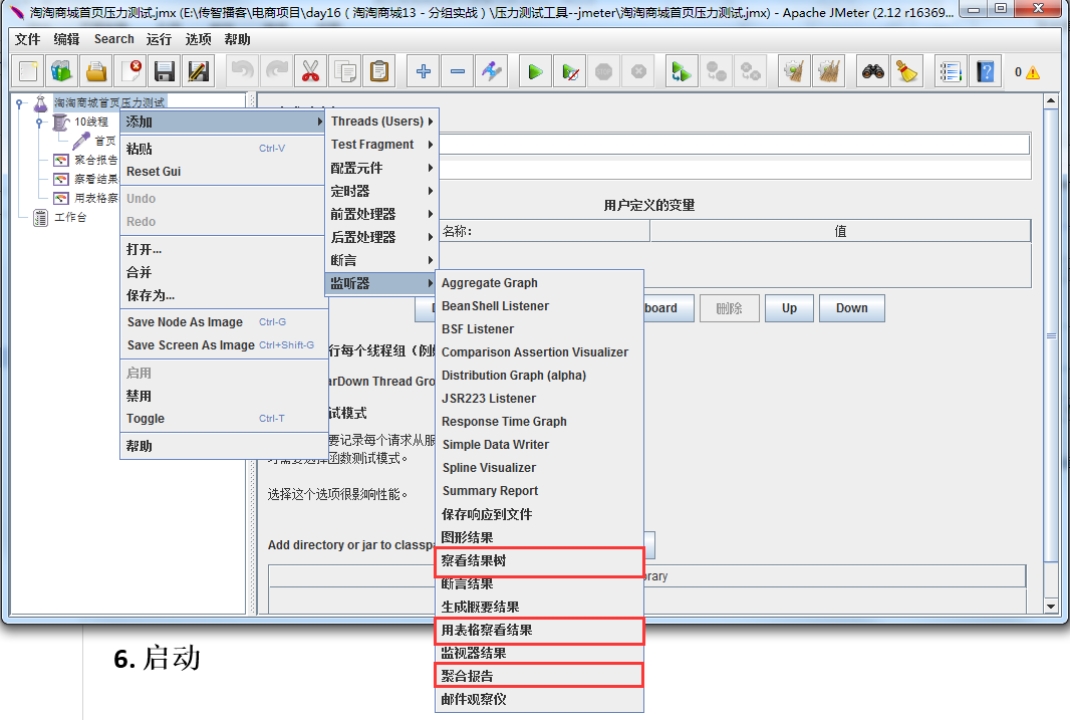 淘淘商城首页压力测试.jmx (E:\传智播客\电商项目\day16（淘淘商城13 - 分组实战）\压力测试工具--jmeter\淘淘商城首页压力测试.jmx) - Apache JMeter (2.12 r16369...
文件 编辑 Search 运行 选项 帮助
0
淘淘商城首页压力测试
10线程
首页
聚合报告
察看结果
用表格察
工作台
添加
粘贴 Ctrl-V
Reset Gui
Undo
Redo
打开...
合并
保存为...
Save Node As Image Ctrl-G
Save Screen As Image Ctrl+Shift-G
启用
禁用
Toggle Ctrl-T
帮助
Threads (Users)
Test Fragment
配置元件
定时器
前置处理器
后置处理器
断言
监听器
Aggregate Graph
BeanShell Listener
BSF Listener
Comparison Assertion Visualizer
Distribution Graph (alpha)
JSR223 Listener
Response Time Graph
Simple Data Writer
Spline Visualizer
Summary Report
保存响应到文件
图形结果
察看结果树
断言结果
生成概要结果
用表格察看结果
监视器结果
聚合报告
邮件观察仪
用户定义的变量
名称: 值
board 删除 Up Down
行每个线程组（例
rDown Thread Gro
试模式
要记录每个请求从服
需要选择函数测试模式。
选择这个选项很影响性能。
Add directory or jar to classpa
rary
6. 启动